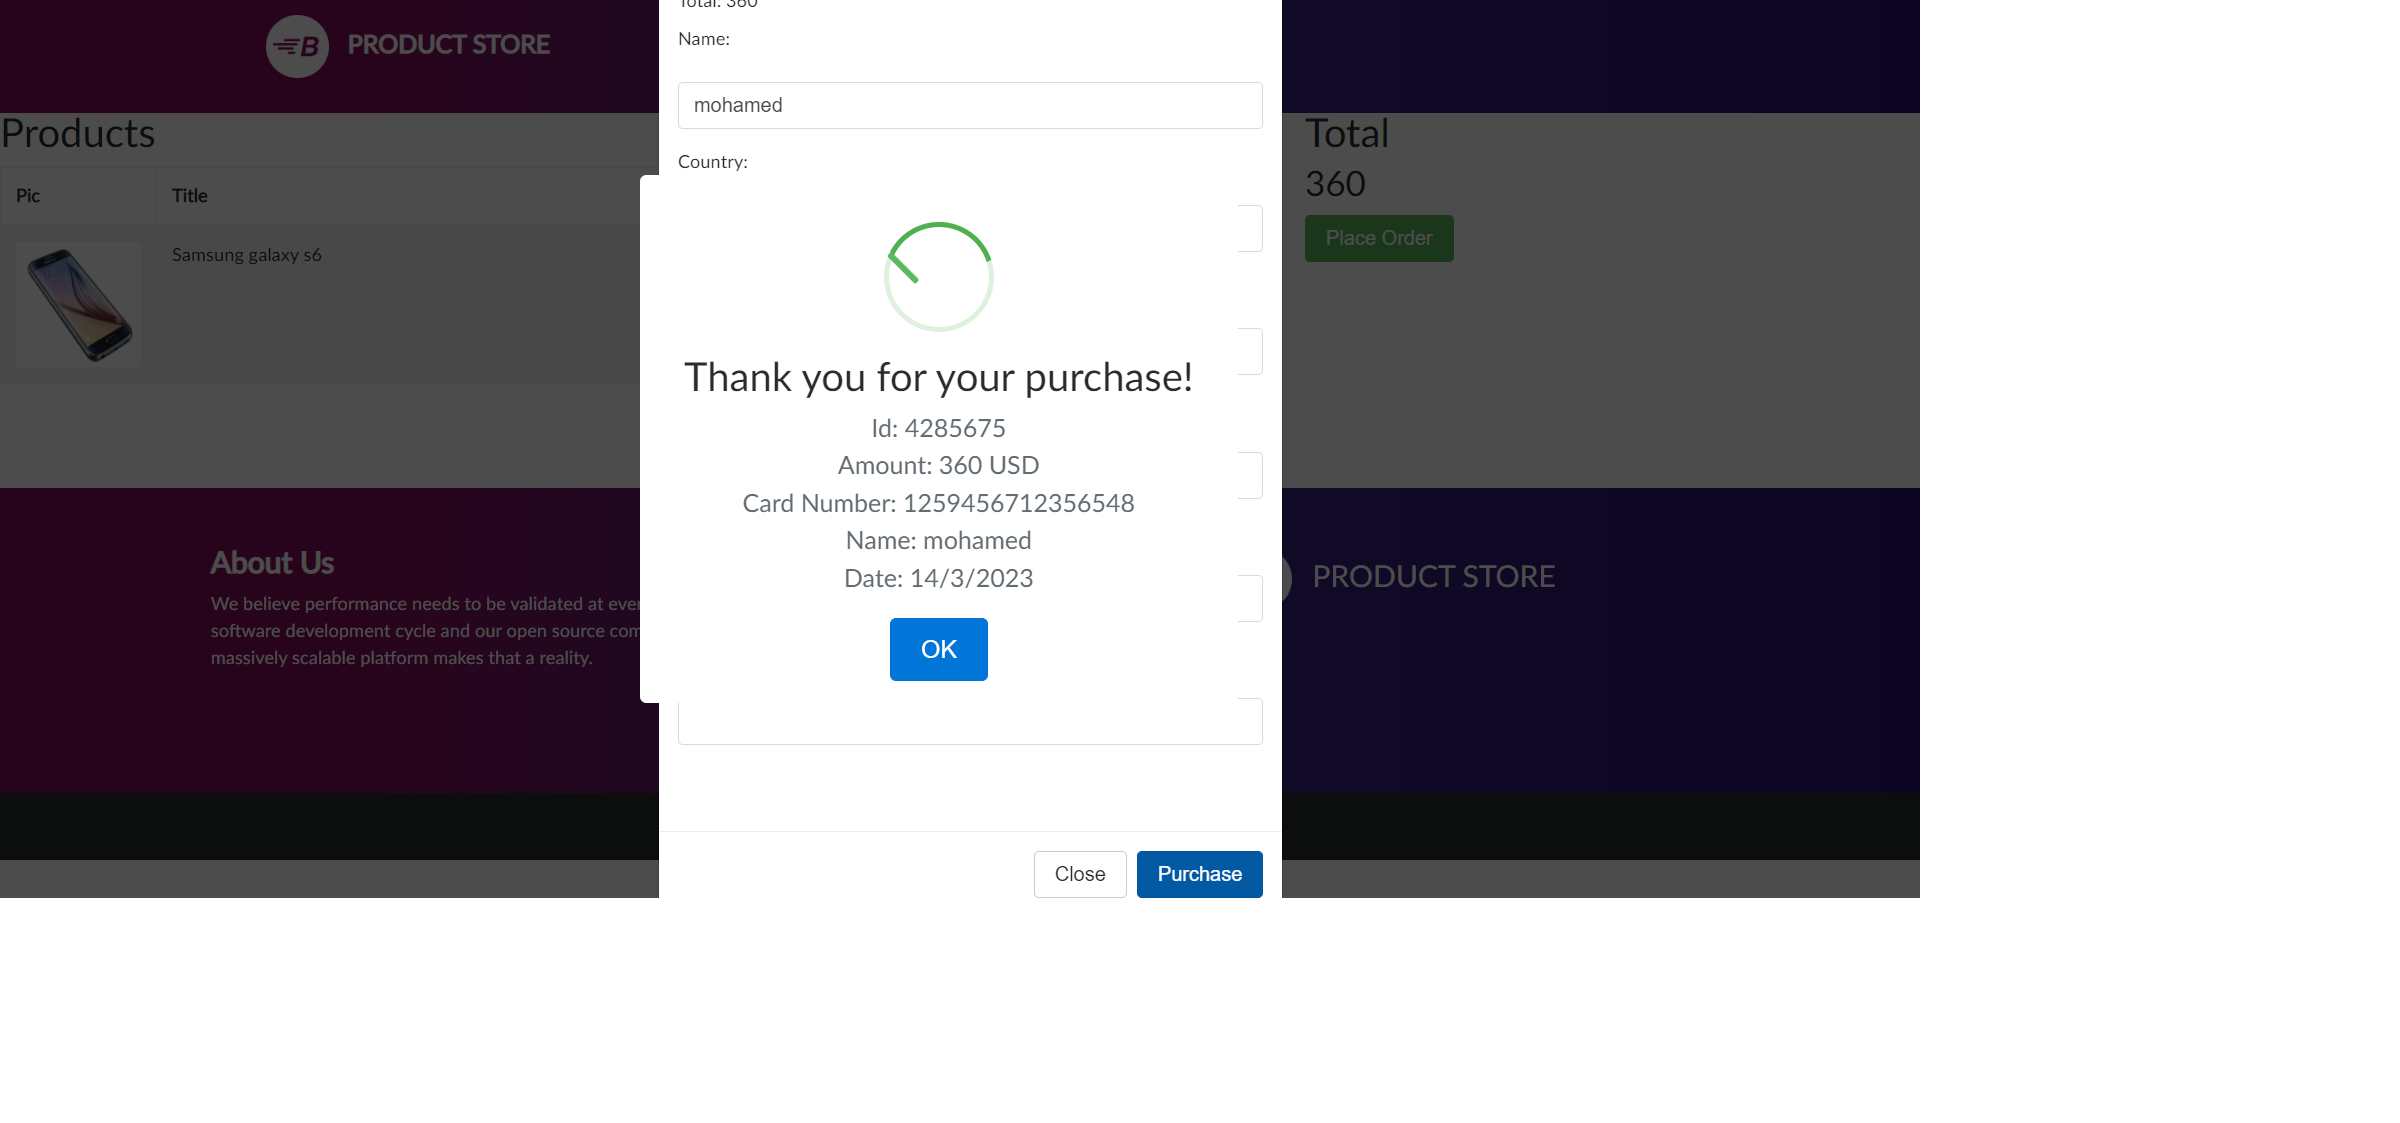 Total: 360
B PRODUCT STORE
Name:
mohamed
Products
Total
Country:
360
Pic Title
Place Order
Samsung galaxy s6
Thank you for your purchase!
Id: 4285675
Amount: 360 USD
Card Number: 1259456712356548
Name: mohamed
Date: 14/3/2023
OK
About Us
We believe performance needs to be validated at ever
software development cycle and our open source com
massively scalable platform makes that a reality.
PRODUCT STORE
Close Purchase